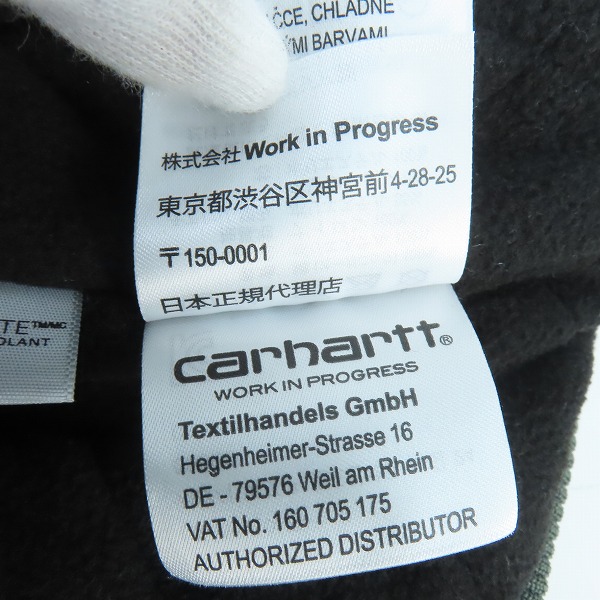 CHLADNE
BARVAMI
株式会社 Work in Progress
東京都渋谷区神宮前4-28-25
〒150-0001
日本正規代理店
carhartt®
WORK IN PROGRESS
Textilhandels GmbH
Hegenheimer-Strasse 16
DE - 79576 Weil am Rhein
VAT No. 160 705 175
AUTHORIZED DISTRIBUTOR